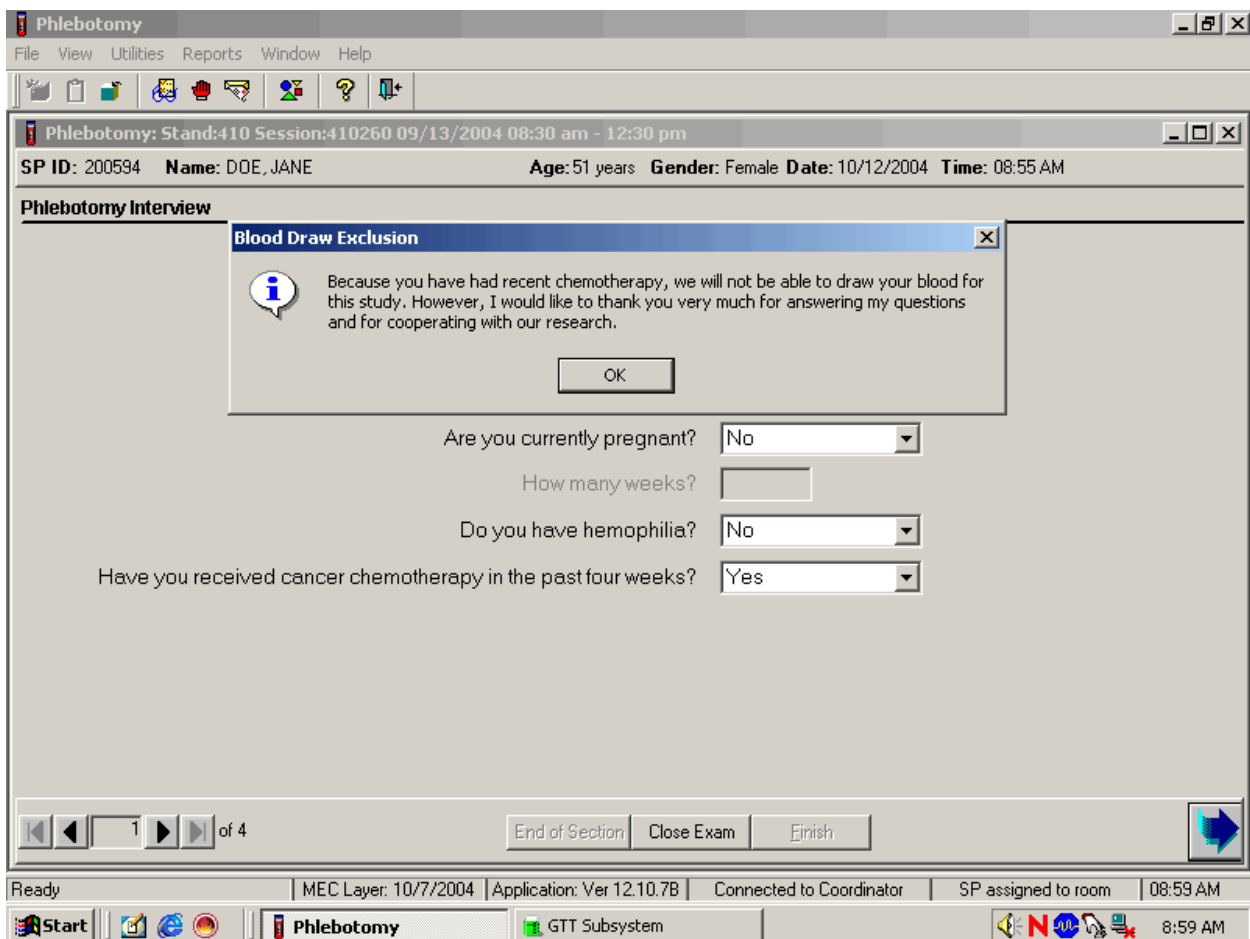 Phlebotomy
File View Utilities Reports Window Help
Phlebotomy: Stand:410 Session:410260 09/13/2004 08:30 am - 12:30 pm
SP ID: 200594 Name: DOE, JANE Age: 51 years Gender: Female Date: 10/12/2004 Time: 08:55 AM
Phlebotomy Interview
Blood Draw Exclusion
Because you have had recent chemotherapy, we will not be able to draw your blood for
this study. However, I would like to thank you very much for answering my questions
and for cooperating with our research.
OK
Are you currently pregnant? No
How many weeks?
Do you have hemophilia? No
Have you received cancer chemotherapy in the past four weeks? Yes
1 of 4 End of Section Close Exam Finish
Ready MEC Layer: 10/7/2004 Application: Ver 12.10.7B Connected to Coordinator SP assigned to room 08:59 AM
Start Phlebotomy GTT Subsystem N 8:59 AM